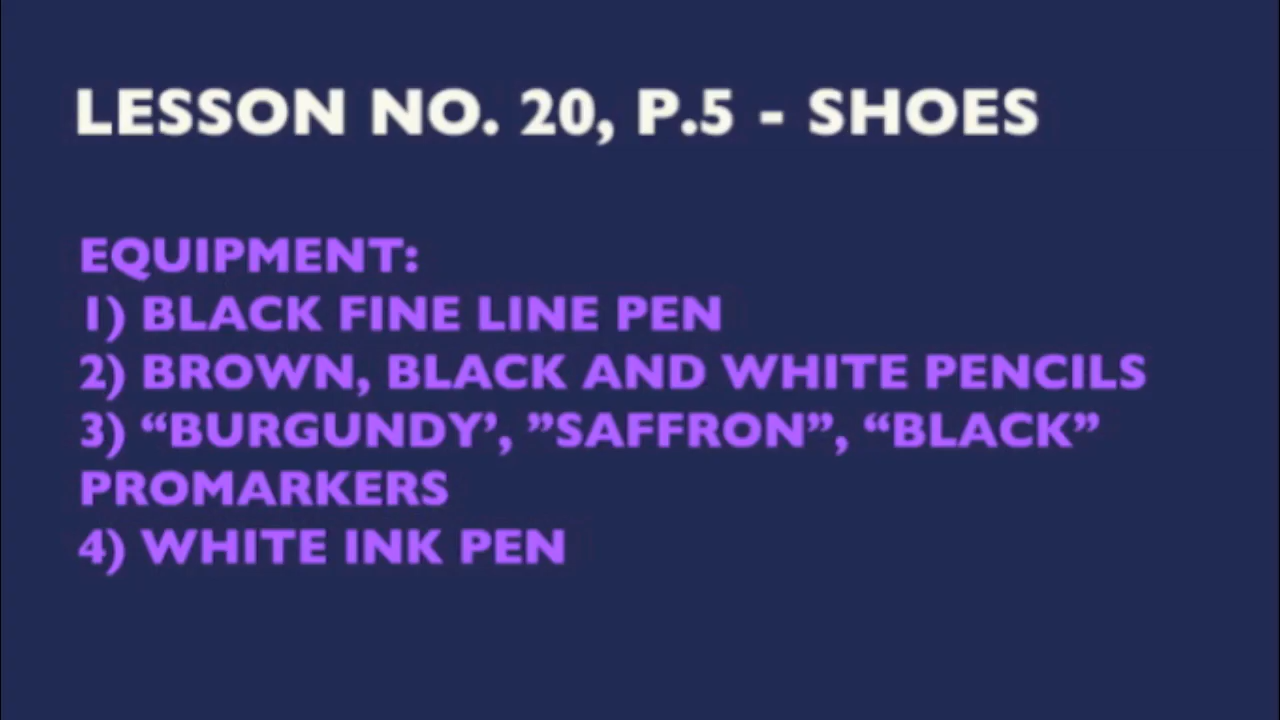 LESSON NO. 20, P.5 - SHOES
EQUIPMENT:
1) BLACK FINE LINE PEN
2) BROWN, BLACK AND WHITE PENCILS
3) “BURGUNDY’, ”SAFFRON”, “BLACK”
PROMARKERS
4) WHITE INK PEN